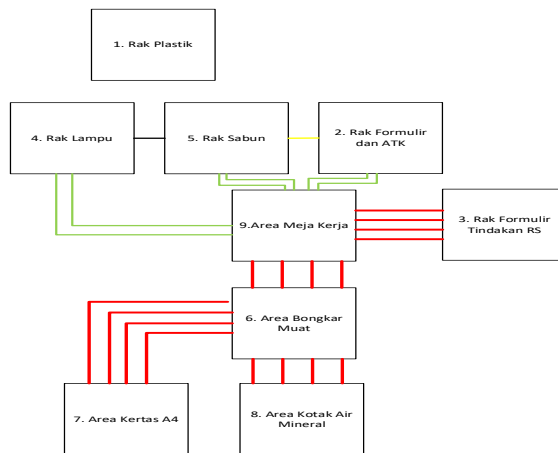 1. Rak Plastik
4. Rak Lampu
5. Rak Sabun
2. Rak Formulir
dan ATK
9.Area Meja Kerja
3. Rak Formulir
Tindakan RS
6. Area Bongkar
Muat
7. Area Kertas A4
8. Area Kotak Air
Mineral